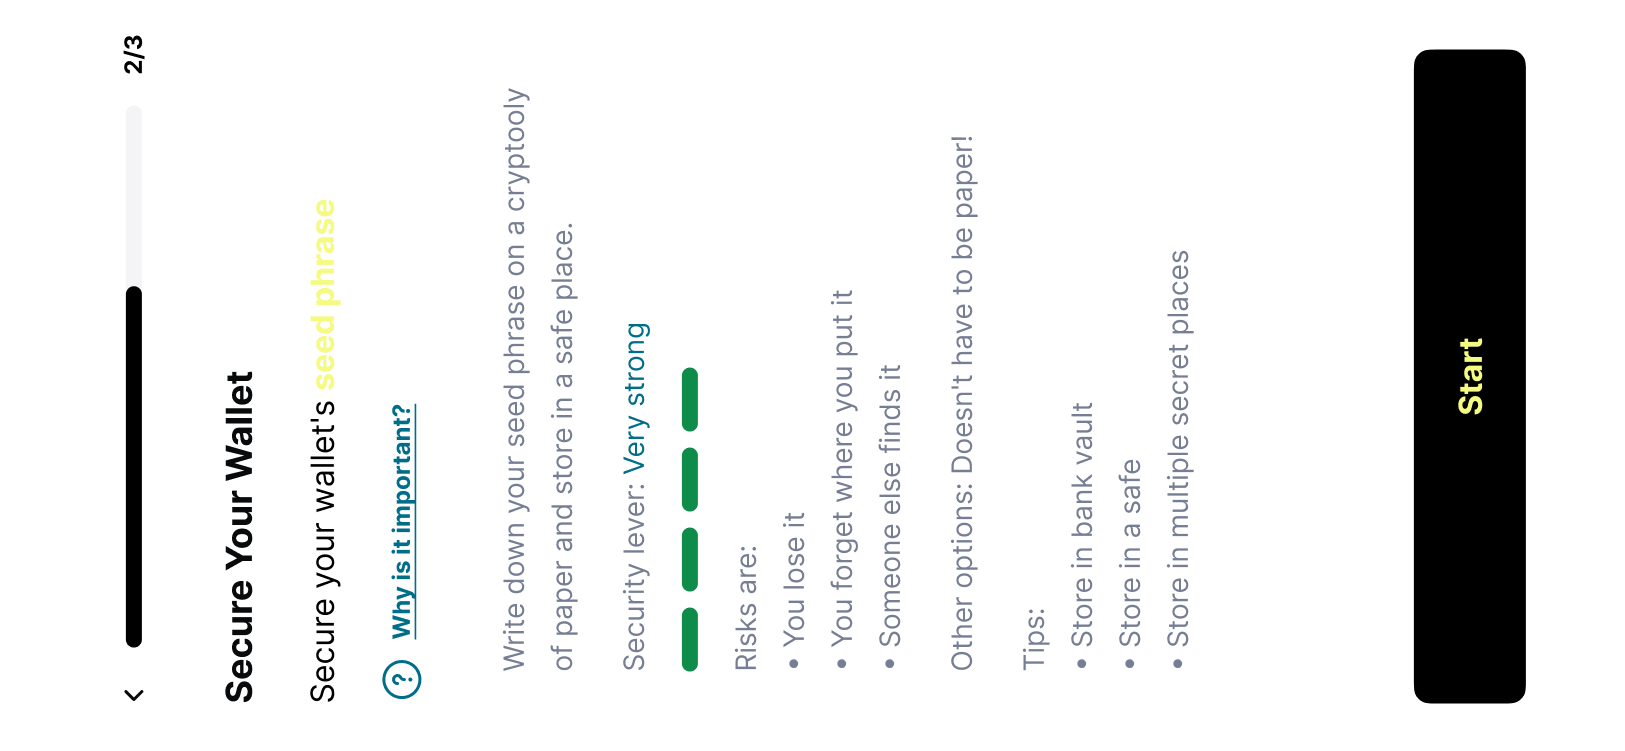 2/3
Secure Your Wallet
Secure your wallet's seed phrase
? Why is it important?
Write down your seed phrase on a cryptooly
of paper and store in a safe place.
Security lever: Very strong
Risks are:
• You lose it
• You forget where you put it
• Someone else finds it
Other options: Doesn't have to be paper!
Tips:
• Store in bank vault
• Store in a safe
• Store in multiple secret places
Start